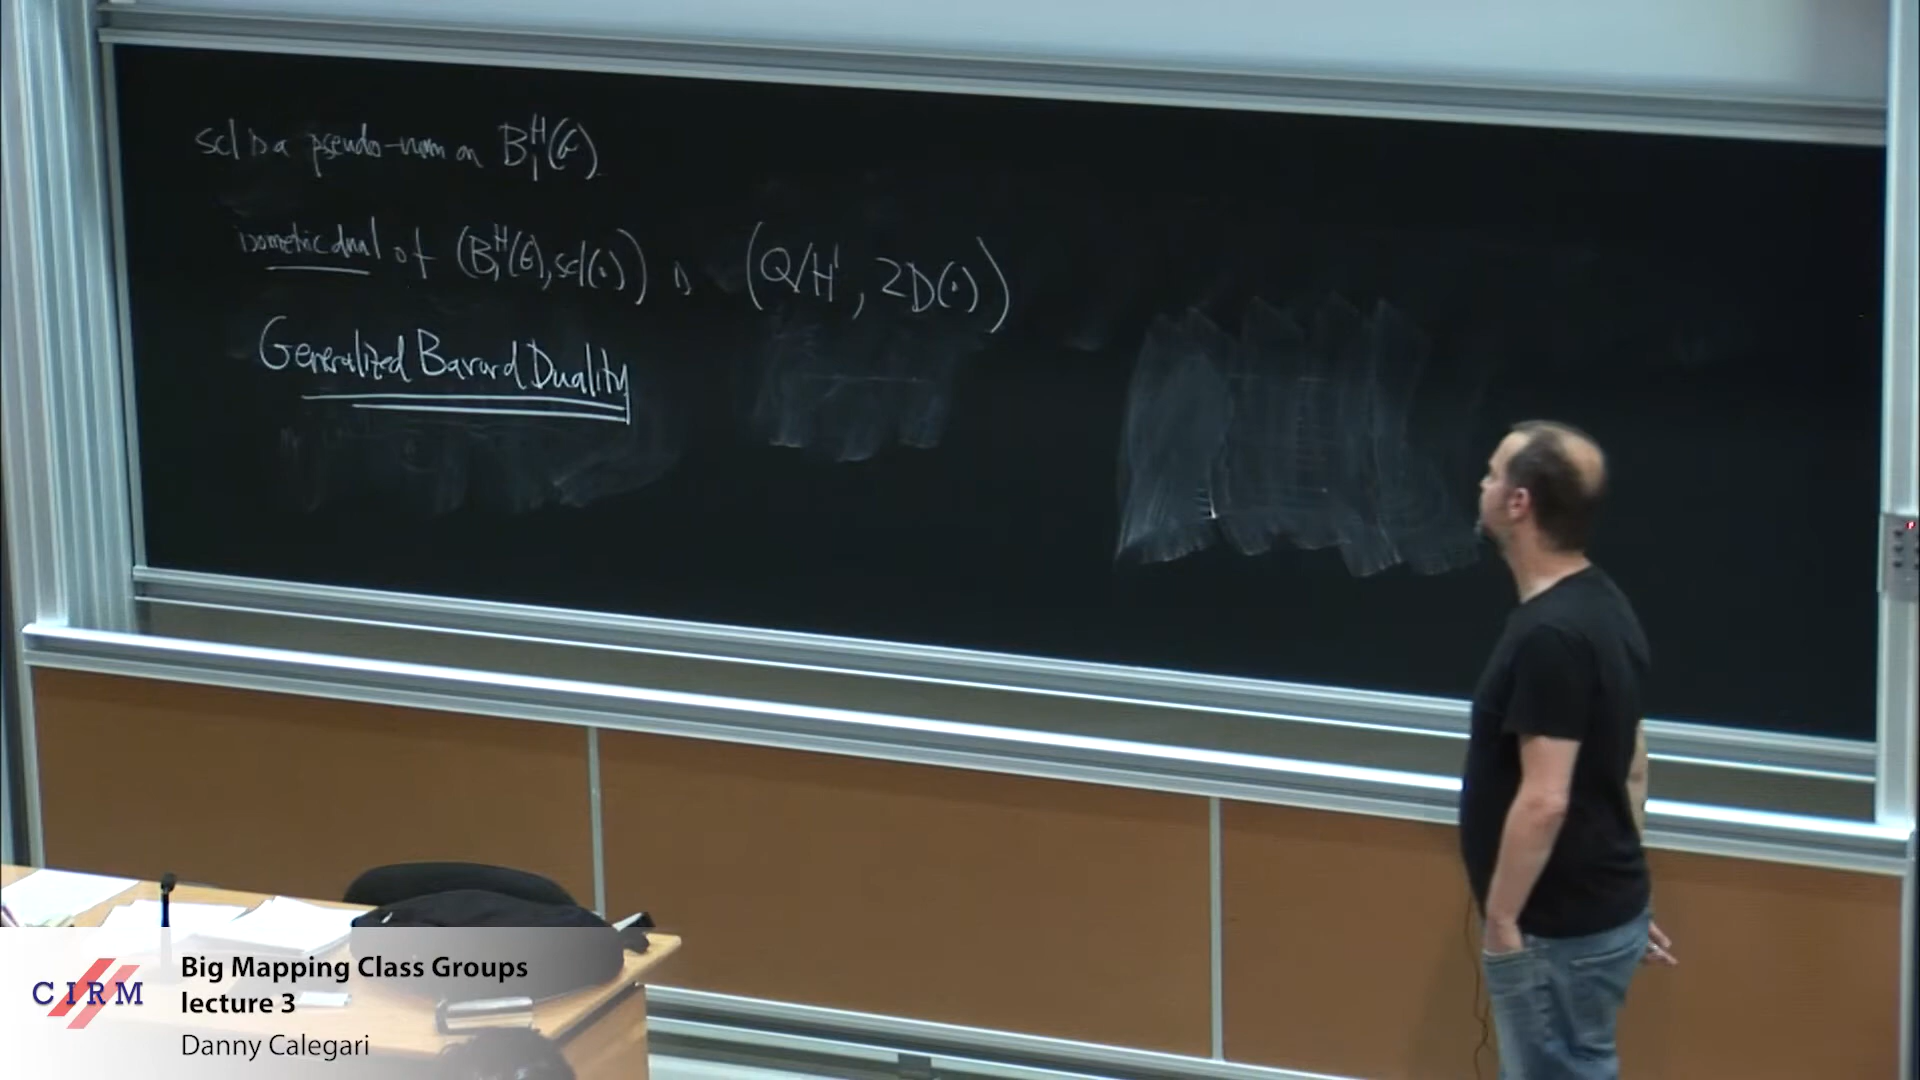 scl is a pseudo-norm on B₁ᴴ(G)
isometric dual of (B₁ᴴ(G), scl(·)) is (Q/H¹, 2D(·))
Generalized Bavard Duality
CIRM
Big Mapping Class Groups
lecture 3
Danny Calegari